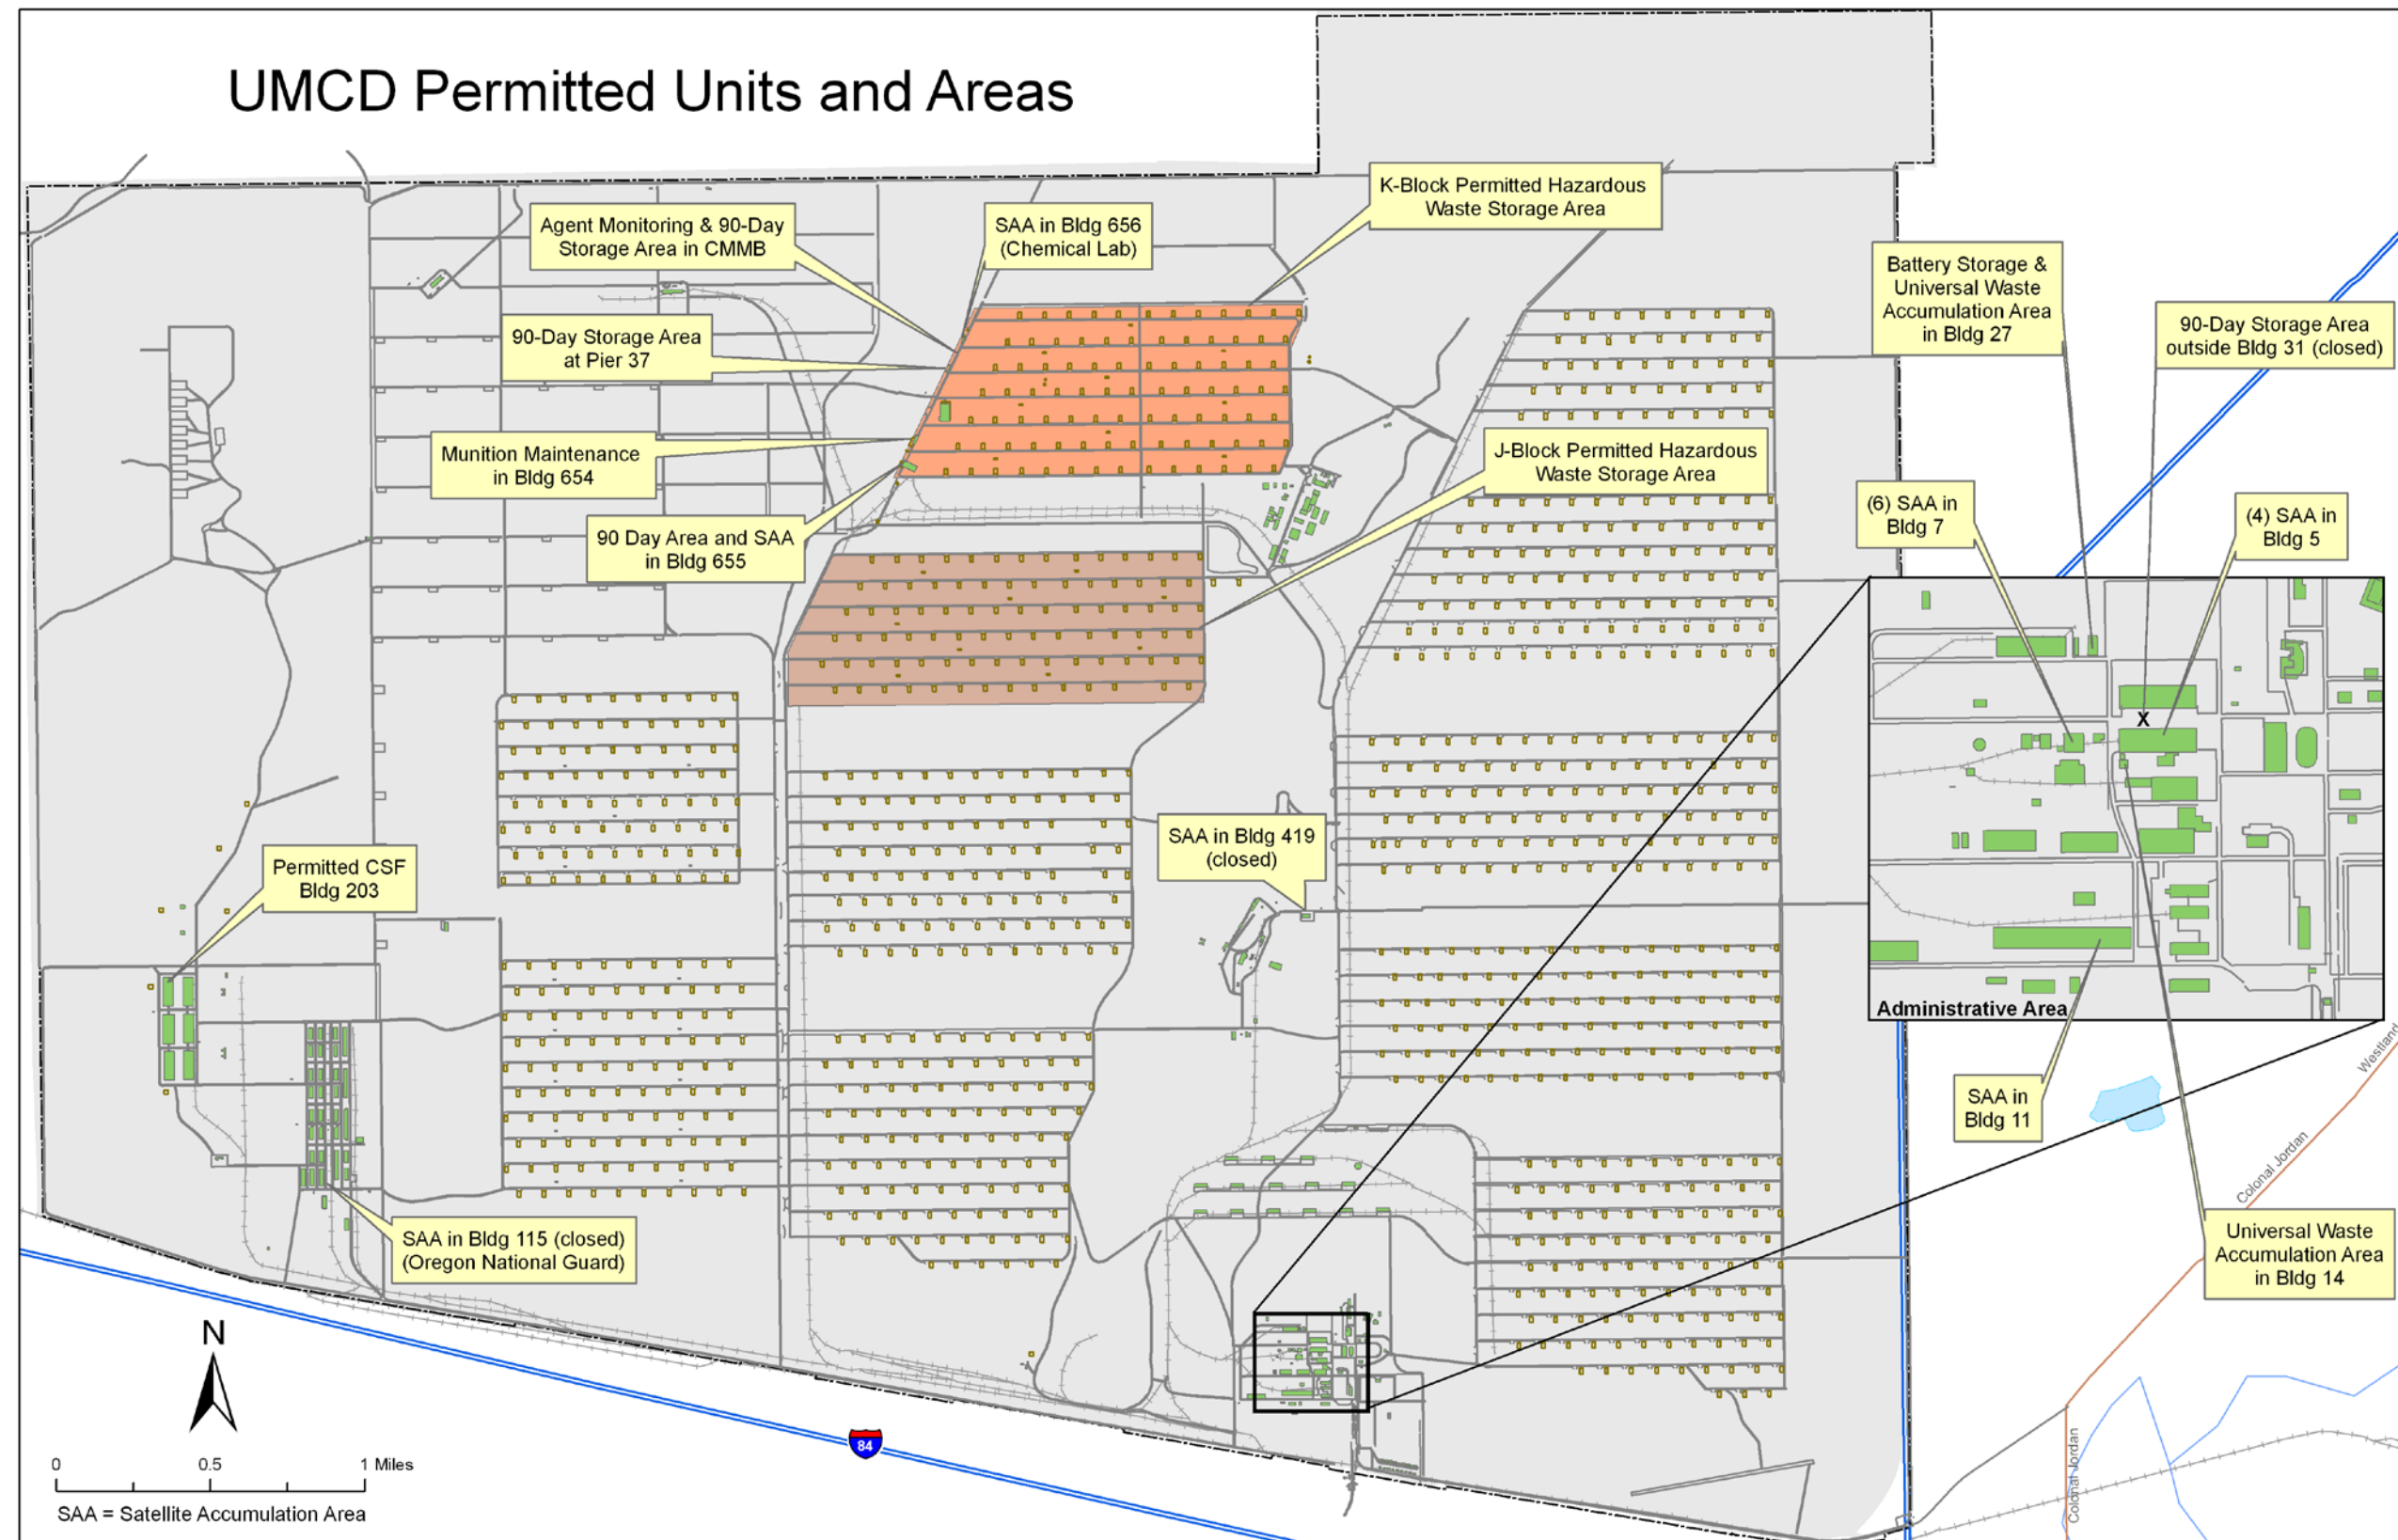 UMCD Permitted Units and Areas
K-Block Permitted Hazardous
Waste Storage Area
Agent Monitoring & 90-Day
Storage Area in CMMB
SAA in Bldg 656
(Chemical Lab)
Battery Storage &
Universal Waste
Accumulation Area
in Bldg 27
90-Day Storage Area
outside Bldg 31 (closed)
90-Day Storage Area
at Pier 37
Munition Maintenance
in Bldg 654
J-Block Permitted Hazardous
Waste Storage Area
(6) SAA in
Bldg 7
(4) SAA in
Bldg 5
90 Day Area and SAA
in Bldg 655
X
SAA in Bldg 419
(closed)
Permitted CSF
Bldg 203
Administrative Area
Westland
SAA in
Bldg 11
Colonal Jordan
SAA in Bldg 115 (closed)
(Oregon National Guard)
Universal Waste
Accumulation Area
in Bldg 14
N
84
Colonal Jordan
0 0.5 1 Miles
SAA = Satellite Accumulation Area